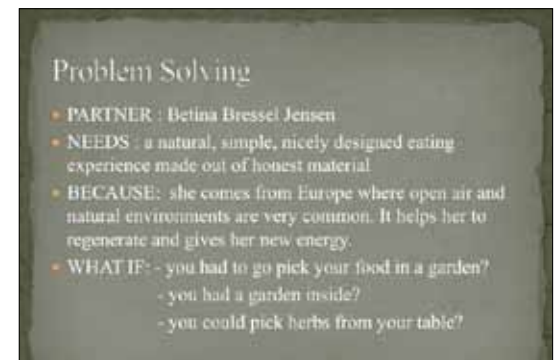 Problem Solving
PARTNER : Betina Bressel Jensen
NEEDS : a natural, simple, nicely designed eating
experience made out of honest material
BECAUSE: she comes from Europe where open air and
natural environments are very common. It helps her to
regenerate and gives her new energy.
WHAT IF: - you had to go pick your food in a garden?
- you had a garden inside?
- you could pick herbs from your table?